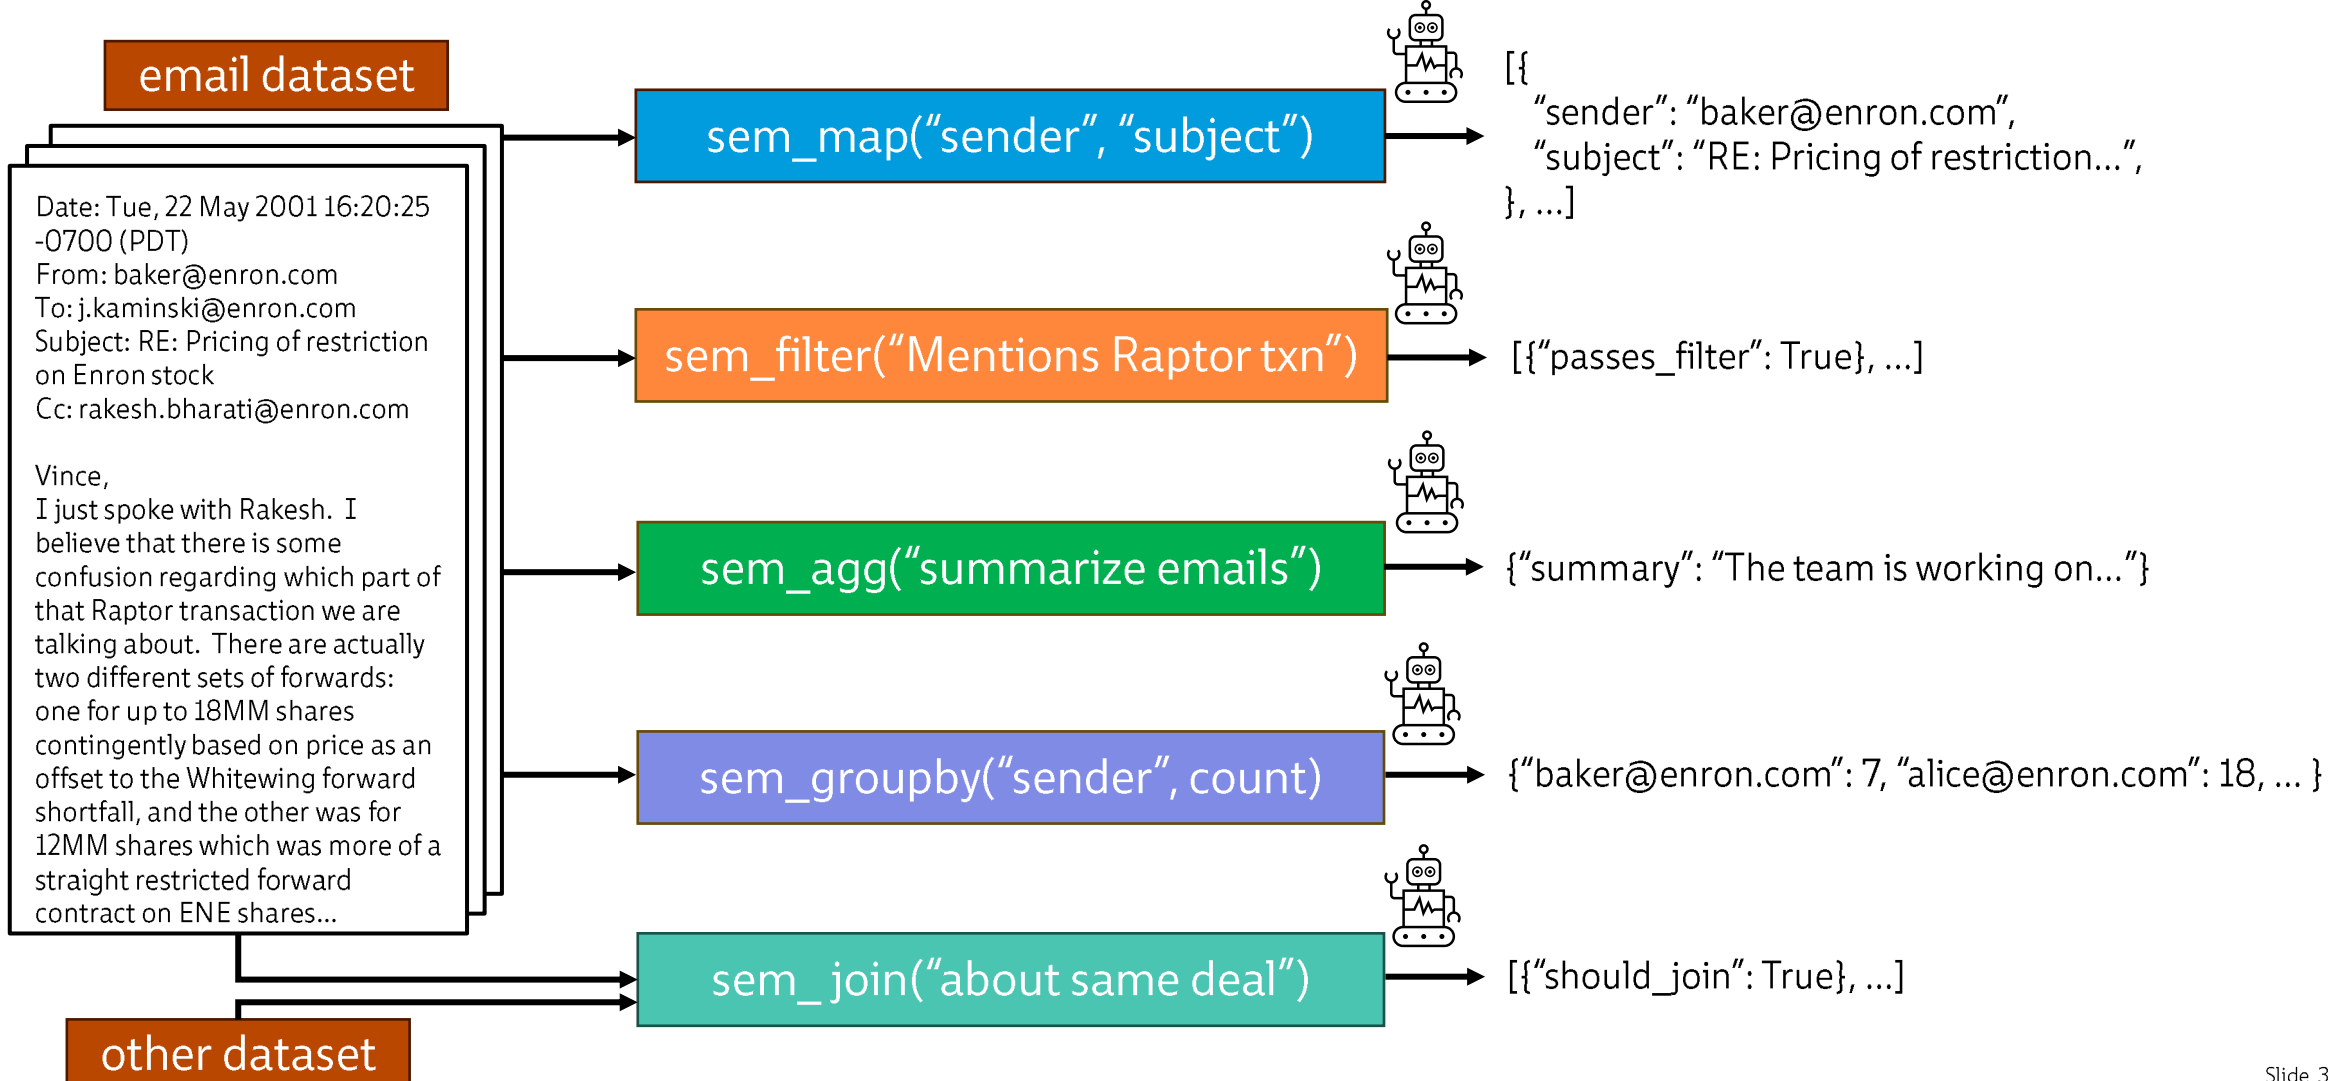 email dataset
Date: Tue, 22 May 2001 16:20:25
-0700 (PDT)
From: baker@enron.com
To: j.kaminski@enron.com
Subject: RE: Pricing of restriction
on Enron stock
Cc: rakesh.bharati@enron.com
Vince,
I just spoke with Rakesh.  I
believe that there is some
confusion regarding which part of
that Raptor transaction we are
talking about.  There are actually
two different sets of forwards:
one for up to 18MM shares
contingently based on price as an
offset to the Whitewing forward
shortfall, and the other was for
12MM shares which was more of a
straight restricted forward
contract on ENE shares...
other dataset
sem_map(“sender”, “subject”)
[{
“sender”: “baker@enron.com”,
“subject”: “RE: Pricing of restriction...”,
}, ...]
sem_filter(“Mentions Raptor txn”)
[{“passes_filter”: True}, ...]
sem_agg(“summarize emails”)
{“summary”: “The team is working on...”}
sem_groupby(“sender”, count)
{“baker@enron.com”: 7, “alice@enron.com”: 18, ... }
sem_join(“about same deal”)
[{“should_join”: True}, ...]
Slide 3